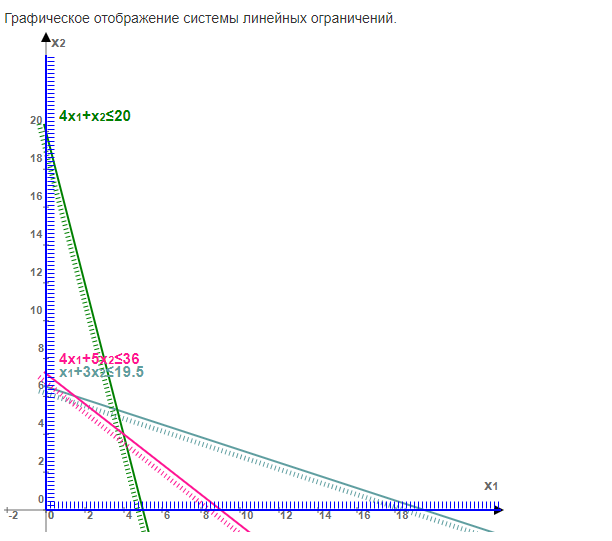 Графическое отображение системы линейных ограничений.
x2
20
4x1+x2≤20
18
16
14
12
10
8
4x1+5x2≤36
x1+3x2≤19.5
6
4
2
x1
0
-2 0 2 4 6 8 10 12 14 16 18